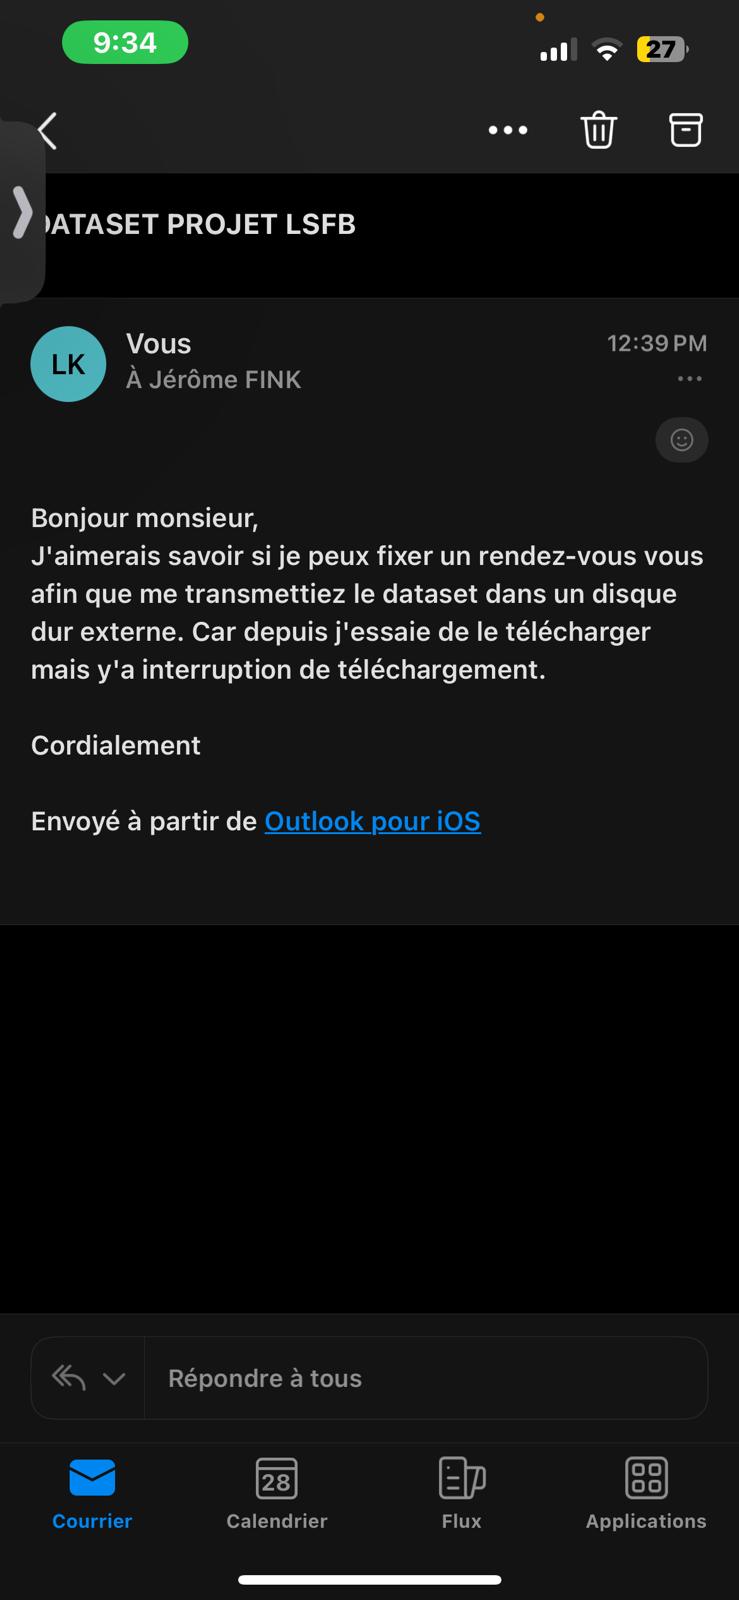 9:34
27
DATASET PROJET LSFB
LK
Vous
12:39 PM
À Jérôme FINK
Bonjour monsieur,
J'aimerais savoir si je peux fixer un rendez-vous vous
afin que me transmettiez le dataset dans un disque
dur externe. Car depuis j'essaie de le télécharger
mais y'a interruption de téléchargement.
Cordialement
Envoyé à partir de Outlook pour iOS
Répondre à tous
28
Courrier
Calendrier
Flux
Applications